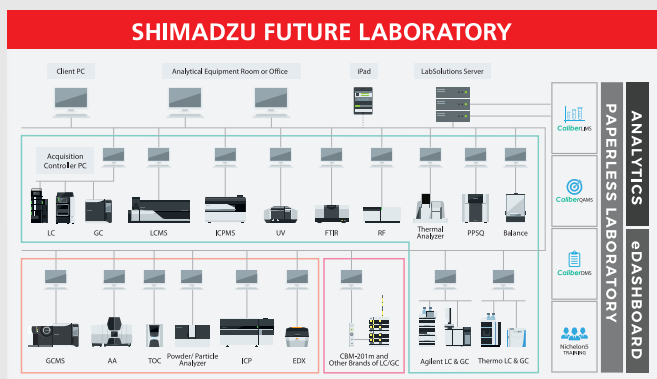 SHIMADZU FUTURE LABORATORY
Client PC
Analytical Equipment Room or Office
iPad
LabSolutions Server
Acquisition
Controller PC
LC
GC
LCMS
ICPMS
UV
FTIR
RF
Thermal
Analyzer
PPSQ
Balance
GCMS
AA
TOC
Powder/ Particle
Analyzer
ICP
EDX
CBM-201m and
Other Brands of LC/GC
Agilent LC & GC
Thermo LC & GC
CaliberLIMS
CaliberQAMS
CaliberDMS
Nichelon5
TRAINING
PAPERLESS LABORATORY
ANALYTICS
eDASHBOARD